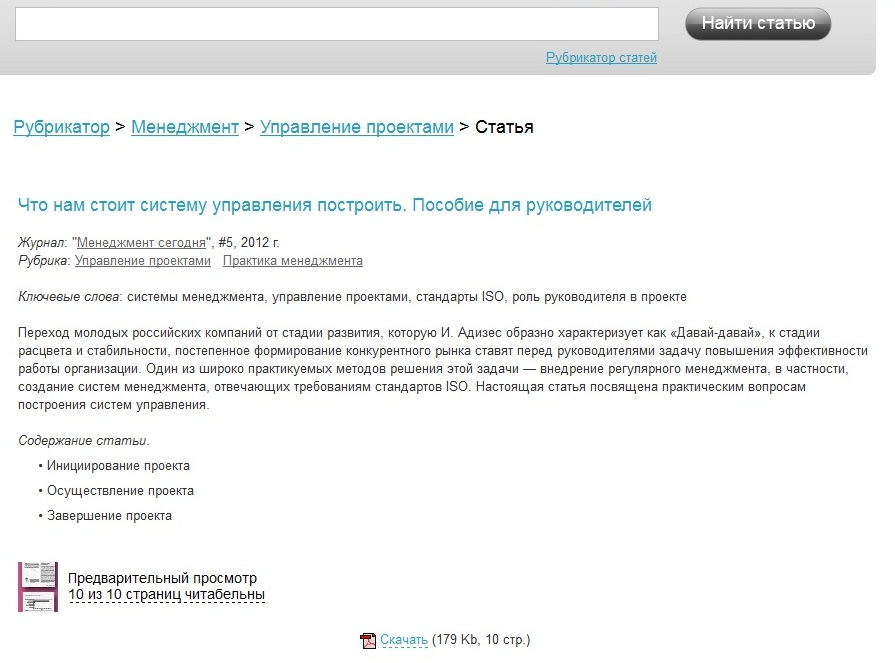 Найти статью
Рубрикатор статей
Рубрикатор > Менеджмент > Управление проектами > Статья
Что нам стоит систему управления построить. Пособие для руководителей
Журнал: "Менеджмент сегодня", #5, 2012 г.
Рубрика: Управление проектами Практика менеджмента
Ключевые слова: системы менеджмента, управление проектами, стандарты ISO, роль руководителя в проекте
Переход молодых российских компаний от стадии развития, которую И. Адизес образно характеризует как «Давай-давай», к стадии
расцвета и стабильности, постепенное формирование конкурентного рынка ставят перед руководителями задачу повышения эффективности
работы организации. Один из широко практикуемых методов решения этой задачи — внедрение регулярного менеджмента, в частности,
создание систем менеджмента, отвечающих требованиям стандартов ISO. Настоящая статья посвящена практическим вопросам
построения систем управления.
Содержание статьи.
• Инициирование проекта
• Осуществление проекта
• Завершение проекта
Предварительный просмотр
10 из 10 страниц читабельны
Скачать (179 Kb, 10 стр.)